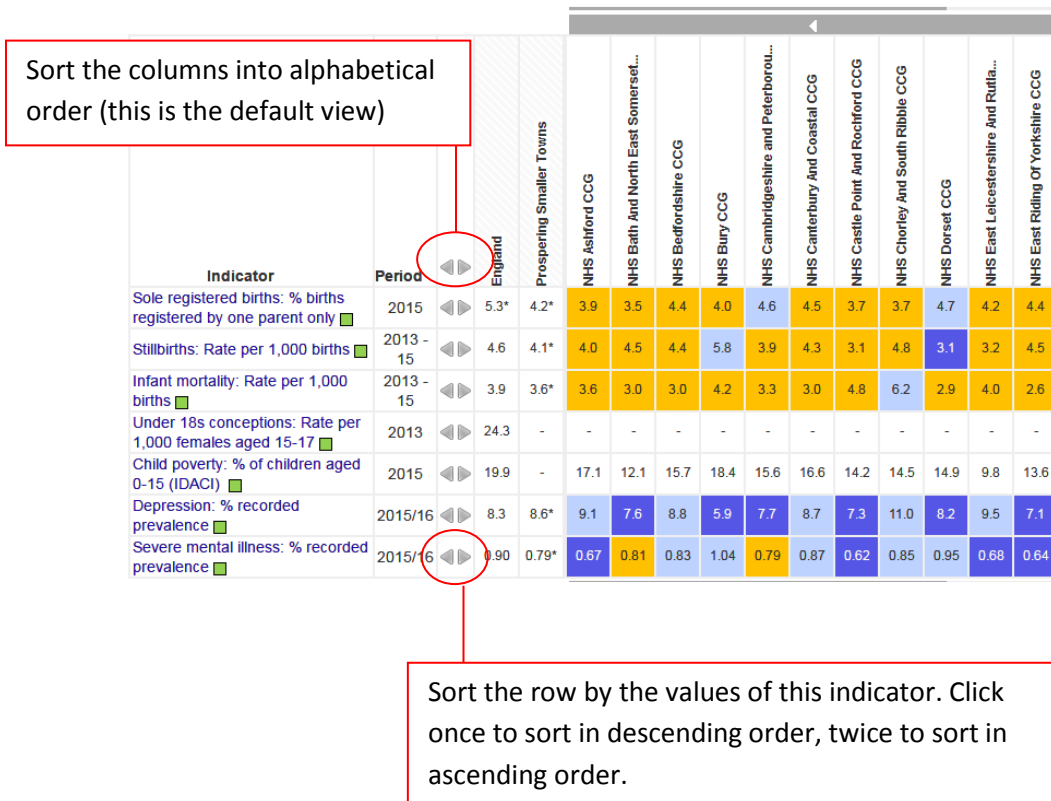 Sort the columns into alphabetical
order (this is the default view)
Indicator
Period
England
Prospering Smaller Towns
NHS Ashford CCG
NHS Bath And North East Somerset...
NHS Bedfordshire CCG
NHS Bury CCG
NHS Cambridgeshire and Peterborou...
NHS Canterbury And Coastal CCG
NHS Castle Point And Rochford CCG
NHS Chorley And South Ribble CCG
NHS Dorset CCG
NHS East Leicestershire And Rutla...
NHS East Riding Of Yorkshire CCG
Sole registered births: % births
registered by one parent only
2015 5.3* 4.2* 3.9 3.5 4.4 4.0 4.6 4.5 3.7 3.7 4.7 4.2 4.4
Stillbirths: Rate per 1,000 births
2013 -
15
4.6 4.1* 4.0 4.5 4.4 5.8 3.9 4.3 3.1 4.8 3.1 3.2 4.5
Infant mortality: Rate per 1,000
births
2013 -
15
3.9 3.6* 3.6 3.0 3.0 4.2 3.3 3.0 4.8 6.2 2.9 4.0 2.6
Under 18s conceptions: Rate per
1,000 females aged 15-17
2013 24.3 - - - - - - - - - - - -
Child poverty: % of children aged
0-15 (IDACI)
2015 19.9 - 17.1 12.1 15.7 18.4 15.6 16.6 14.2 14.5 14.9 9.8 13.6
Depression: % recorded
prevalence
2015/16 8.3 8.6* 9.1 7.6 8.8 5.9 7.7 8.7 7.3 11.0 8.2 9.5 7.1
Severe mental illness: % recorded
prevalence
2015/16 0.90 0.79* 0.67 0.81 0.83 1.04 0.79 0.87 0.62 0.85 0.95 0.68 0.64
Sort the row by the values of this indicator. Click
once to sort in descending order, twice to sort in
ascending order.